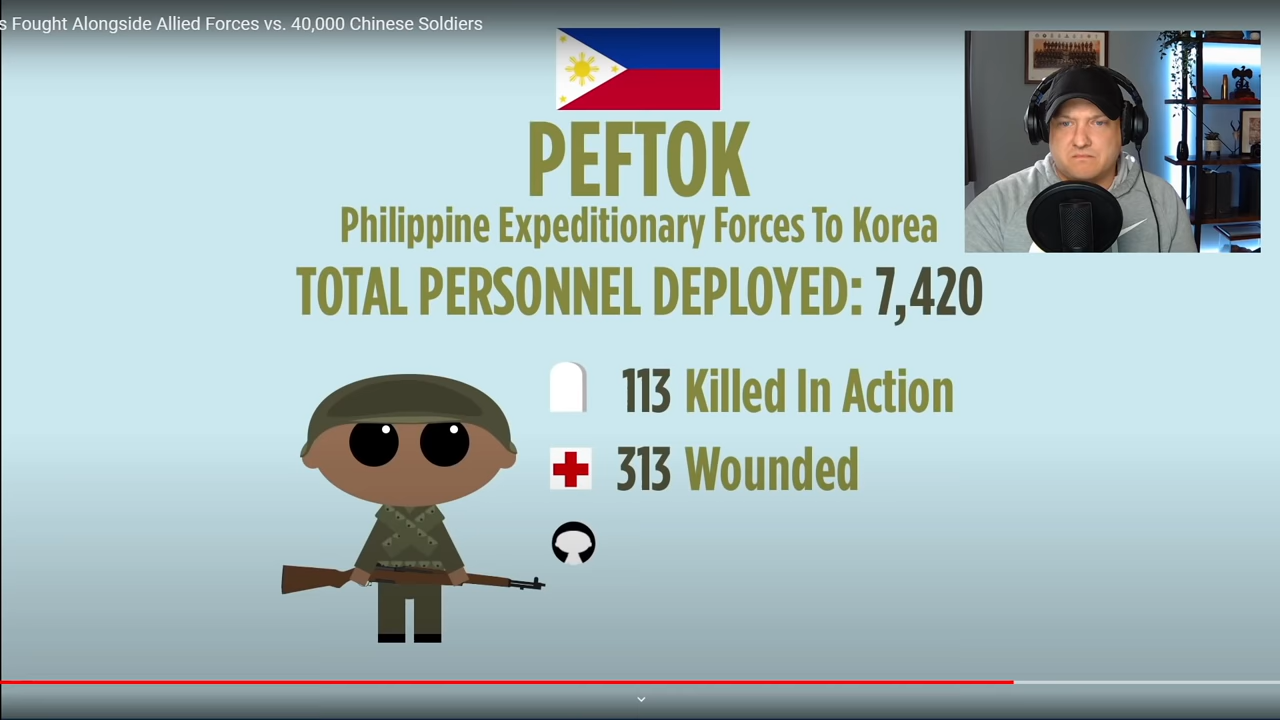 s Fought Alongside Allied Forces vs. 40,000 Chinese Soldiers
PEFTOK
Philippine Expeditionary Forces To Korea
TOTAL PERSONNEL DEPLOYED: 7,420
113 Killed In Action
313 Wounded